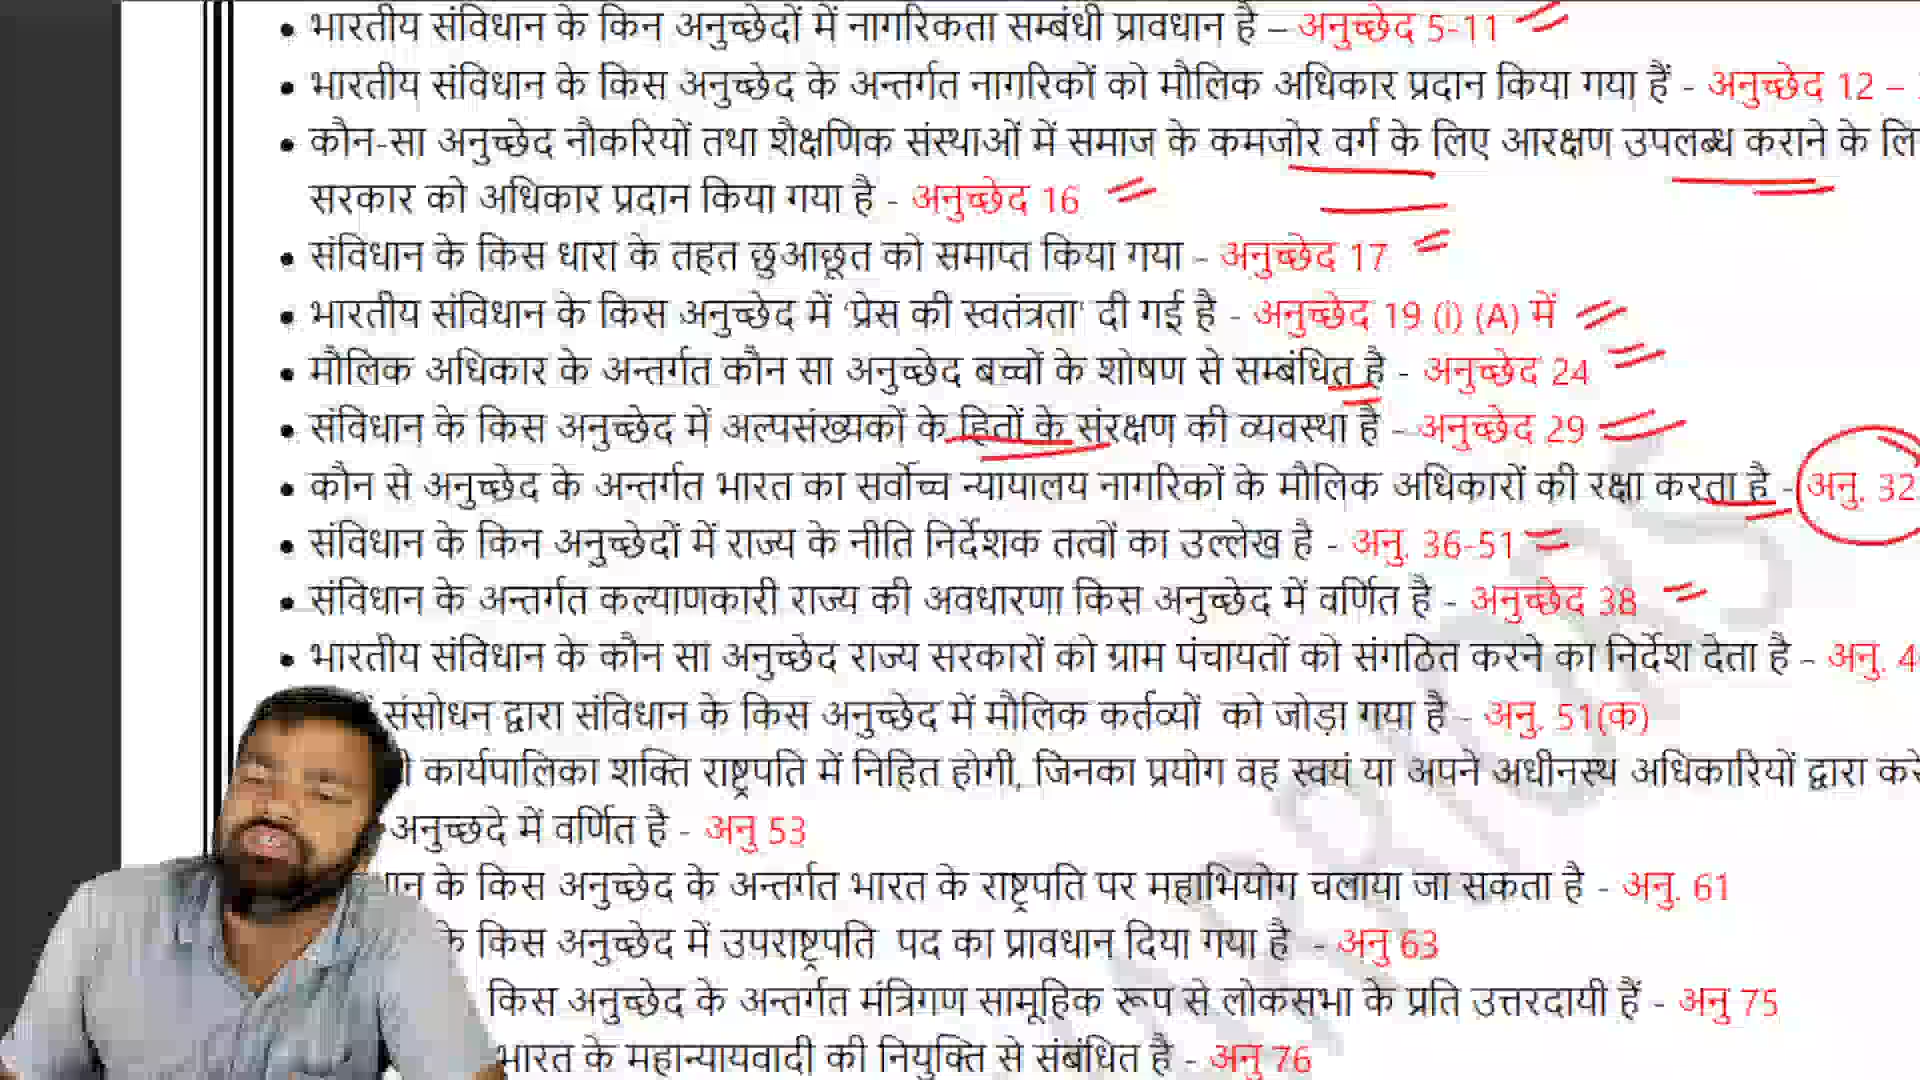 • भारतीय संविधान के किन अनुच्छेदों में नागरिकता सम्बंधी प्रावधान है – अनुच्छेद 5-11
• भारतीय संविधान के किस अनुच्छेद के अन्तर्गत नागरिकों को मौलिक अधिकार प्रदान किया गया हैं - अनुच्छेद 12 –
• कौन-सा अनुच्छेद नौकरियों तथा शैक्षणिक संस्थाओं में समाज के कमजोर वर्ग के लिए आरक्षण उपलब्ध कराने के
सरकार को अधिकार प्रदान किया गया है - अनुच्छेद 16
• संविधान के किस धारा के तहत छुआछूत को समाप्त किया गया - अनुच्छेद 17
• भारतीय संविधान के किस अनुच्छेद में 'प्रेस की स्वतंत्रता' दी गई है - अनुच्छेद 19 (i) (A) में
• मौलिक अधिकार के अन्तर्गत कौन सा अनुच्छेद बच्चों के शोषण से सम्बंधित है - अनुच्छेद 24
• संविधान के किस अनुच्छेद में अल्पसंख्यकों के हितों के संरक्षण की व्यवस्था है - अनुच्छेद 29
• कौन से अनुच्छेद के अन्तर्गत भारत का सर्वोच्च न्यायालय नागरिकों के मौलिक अधिकारों की रक्षा करता है - अनु. 32
• संविधान के किन अनुच्छेदों में राज्य के नीति निर्देशक तत्वों का उल्लेख है - अनु. 36-51
• संविधान के अन्तर्गत कल्याणकारी राज्य की अवधारणा किस अनुच्छेद में वर्णित है - अनुच्छेद 38
• भारतीय संविधान के कौन सा अनुच्छेद राज्य सरकारों को ग्राम पंचायतों को संगठित करने का निर्देश देता है – अनु.
संसोधन द्वारा संविधान के किस अनुच्छेद में मौलिक कर्तव्यों को जोड़ा गया है - अनु. 51(क)
कार्यपालिका शक्ति राष्ट्रपति में निहित होगी, जिनका प्रयोग वह स्वयं या अपने अधीनस्थ अधिकारियों द्वारा
अनुच्छदे में वर्णित है - अनु 53
के किस अनुच्छेद के अन्तर्गत भारत के राष्ट्रपति पर महाभियोग चलाया जा सकता है - अनु. 61
के किस अनुच्छेद में उपराष्ट्रपति पद का प्रावधान दिया गया है - अनु 63
किस अनुच्छेद के अन्तर्गत मंत्रिगण सामूहिक रूप से लोकसभा के प्रति उत्तरदायी हैं - अनु 75
भारत के महान्यायवादी की नियुक्ति से संबंधित है - अनु 76